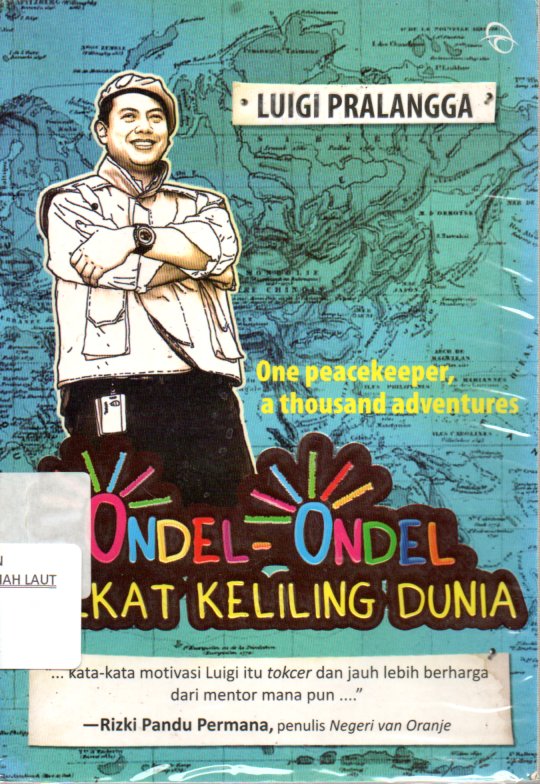 LUIGI PRALANGGA
One peacekeeper,
a thousand adventures
ONDEL-ONDEL
EKAT KELILING DUNIA
N
AH LAUT
... kata-kata motivasi Luigi itu tokcer dan jauh lebih berharga
dari mentor mana pun ...."
—Rizki Pandu Permana, penulis Negeri van Oranje